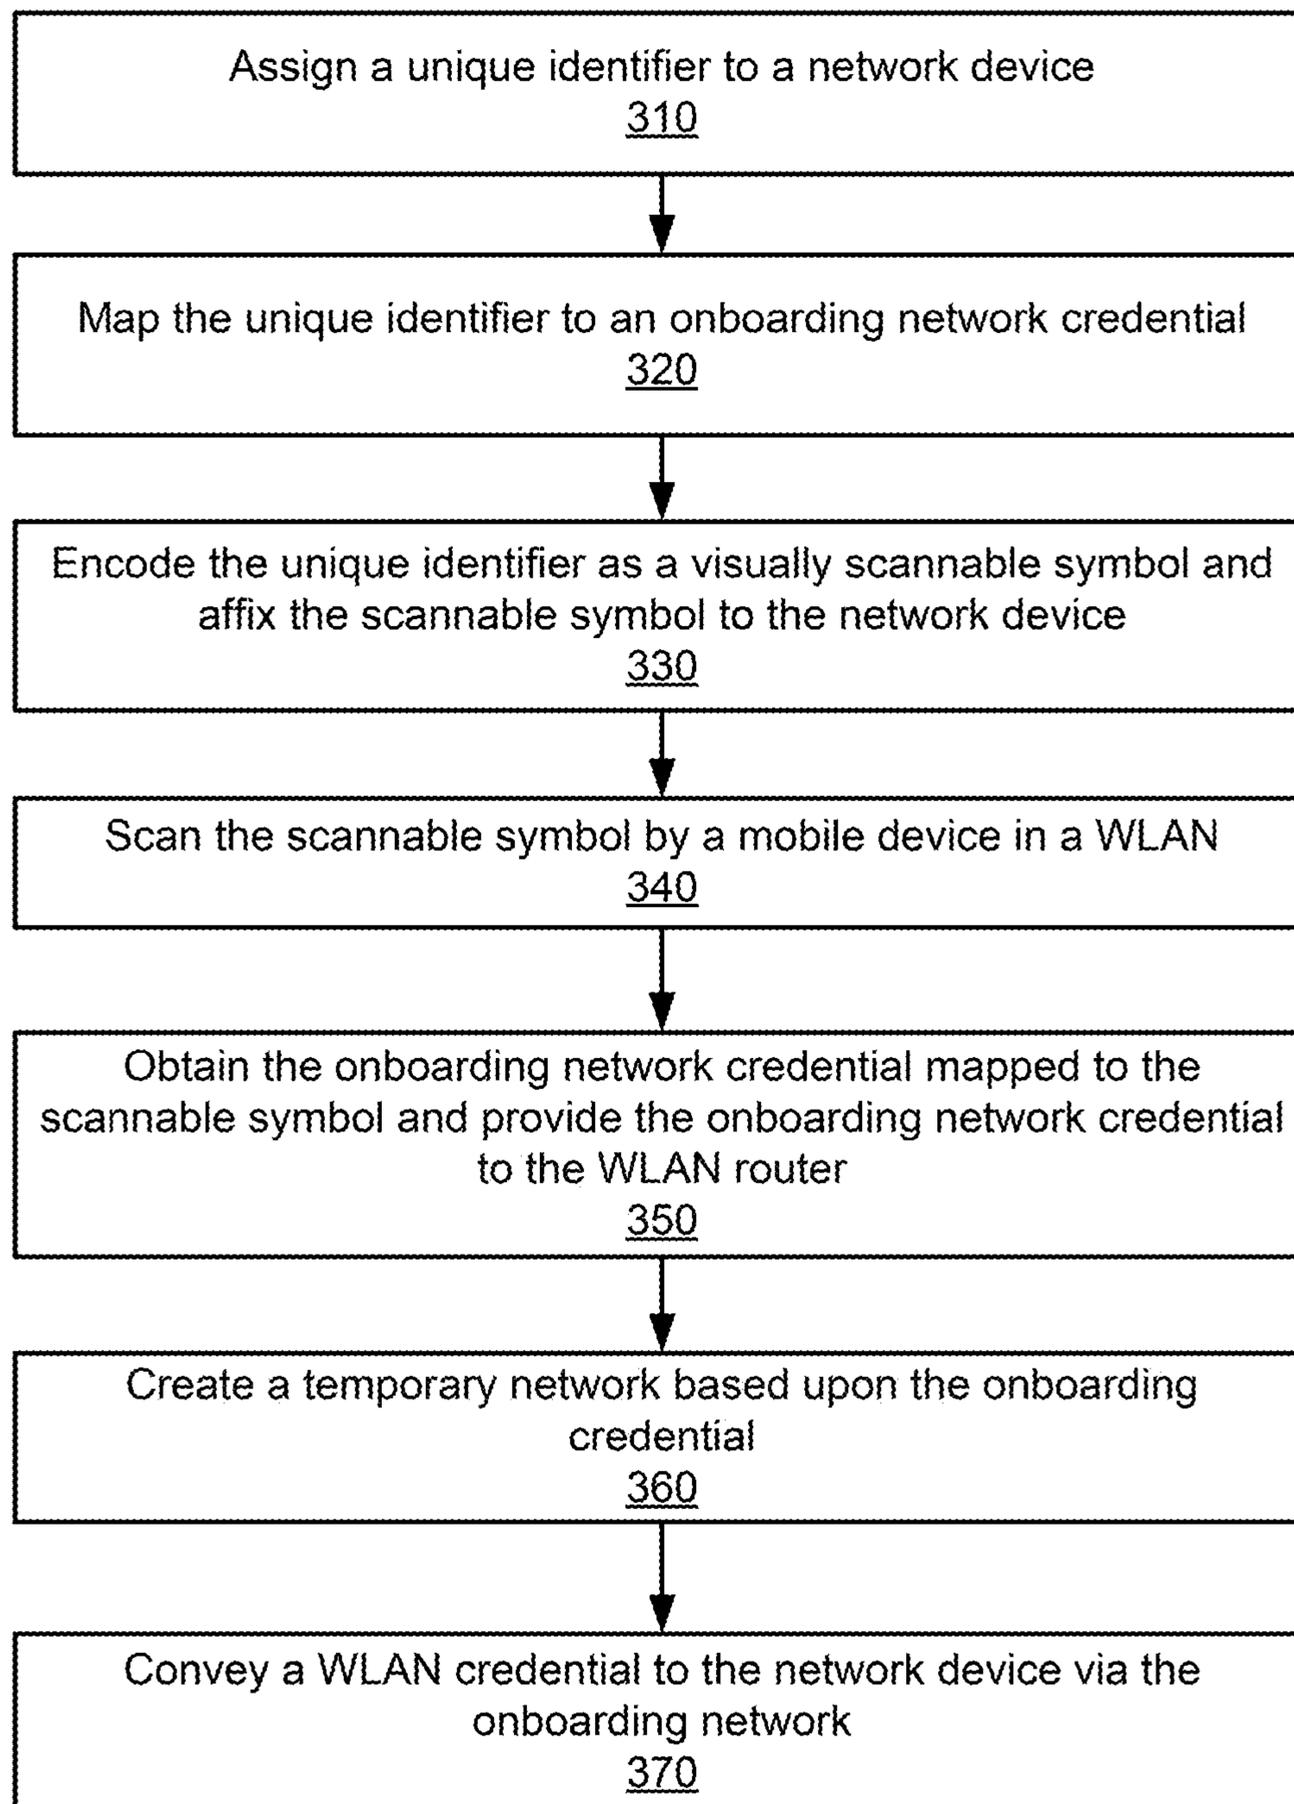 Assign a unique identifier to a network device
310
Map the unique identifier to an onboarding network credential
320
Encode the unique identifier as a visually scannable symbol and
affix the scannable symbol to the network device
330
Scan the scannable symbol by a mobile device in a WLAN
340
Obtain the onboarding network credential mapped to the
scannable symbol and provide the onboarding network credential
to the WLAN router
350
Create a temporary network based upon the onboarding
credential
360
Convey a WLAN credential to the network device via the
onboarding network
370